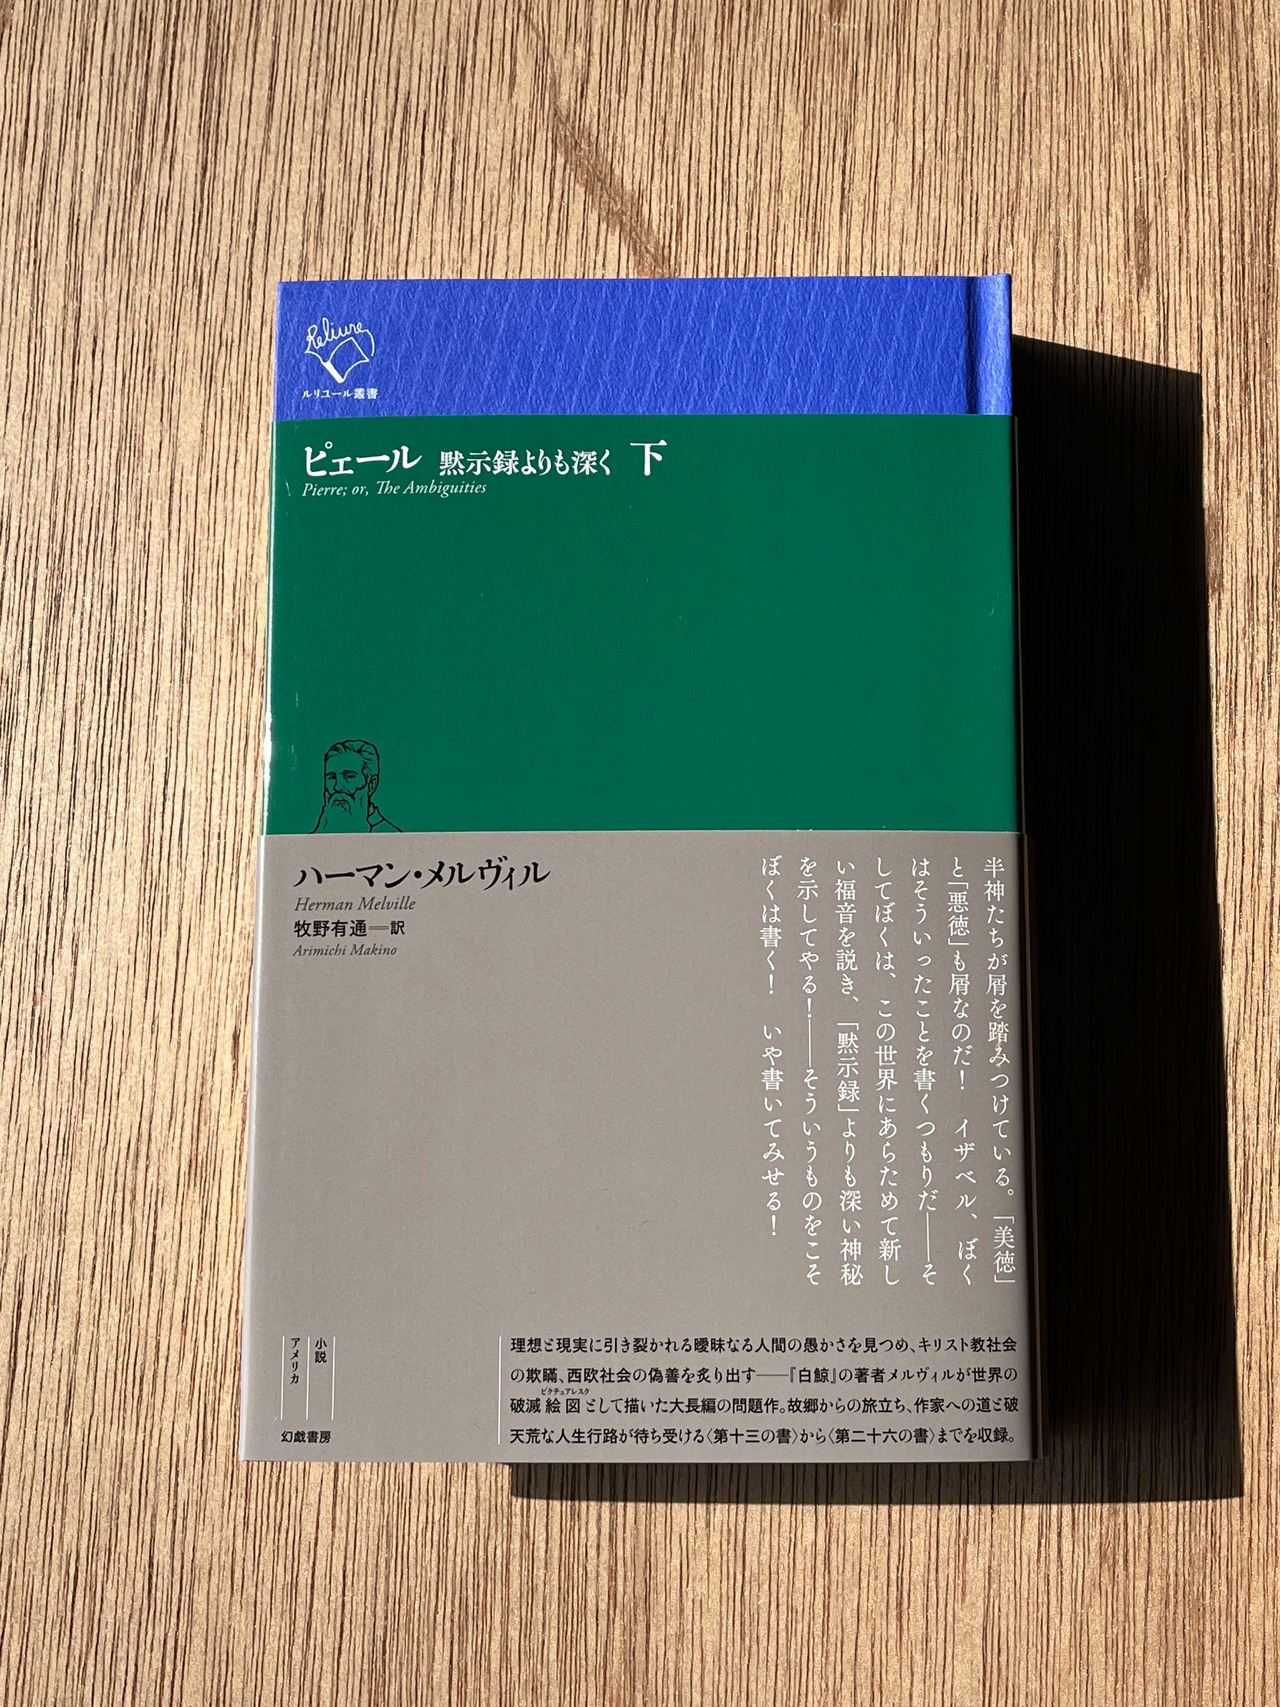 Reliure
ルリユール叢書
ピェール 黙示録よりも深く 下
Pierre; or, The Ambiguities
ハーマン・メルヴィル
Herman Melville
牧野有通━訳
Arimichi Makino
半神たちが屑を踏みつけている。「美徳」
と「悪徳」も屑なのだ！　イザベル、ぼく
はそういったことを書くつもりだ――そ
してぼくは、この世界にあらためて新し
い福音を説き、「黙示録」よりも深い神秘
を示してやる！――そういうものをこそ
ぼくは書く！　いや書いてみせる！
小説
アメリカ
幻戯書房
理想と現実に引き裂かれる曖昧なる人間の愚かさを見つめ、キリスト教社会
の欺瞞、西欧社会の偽善を炙り出す――『白鯨』の著者メルヴィルが世界の
ピクチュアレスク
破滅絵図として描いた大長編の問題作。故郷からの旅立ち、作家への道と破
天荒な人生行路が待ち受ける〈第十三の書〉から〈第二十六の書〉までを収録。